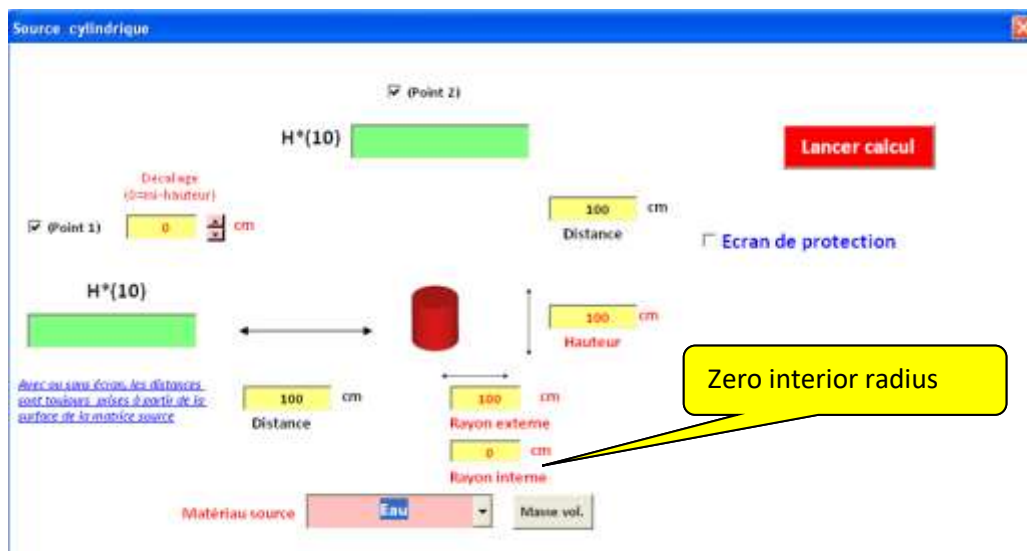 Source cylindrique
(Point 2)
H*(10)
Lancer calcul
Décallage
(0=mi-hauteur)
(Point 1)
0
cm
100
cm
Distance
Ecran de protection
H*(10)
100
cm
Hauteur
Zero interior radius
Avec ou sans écran, les distances
sont toujours prises à partir de la
surface de la matrice source
100
cm
Distance
100
cm
Rayon externe
0
cm
Rayon interne
Matériau source
Eau
Masse vol.